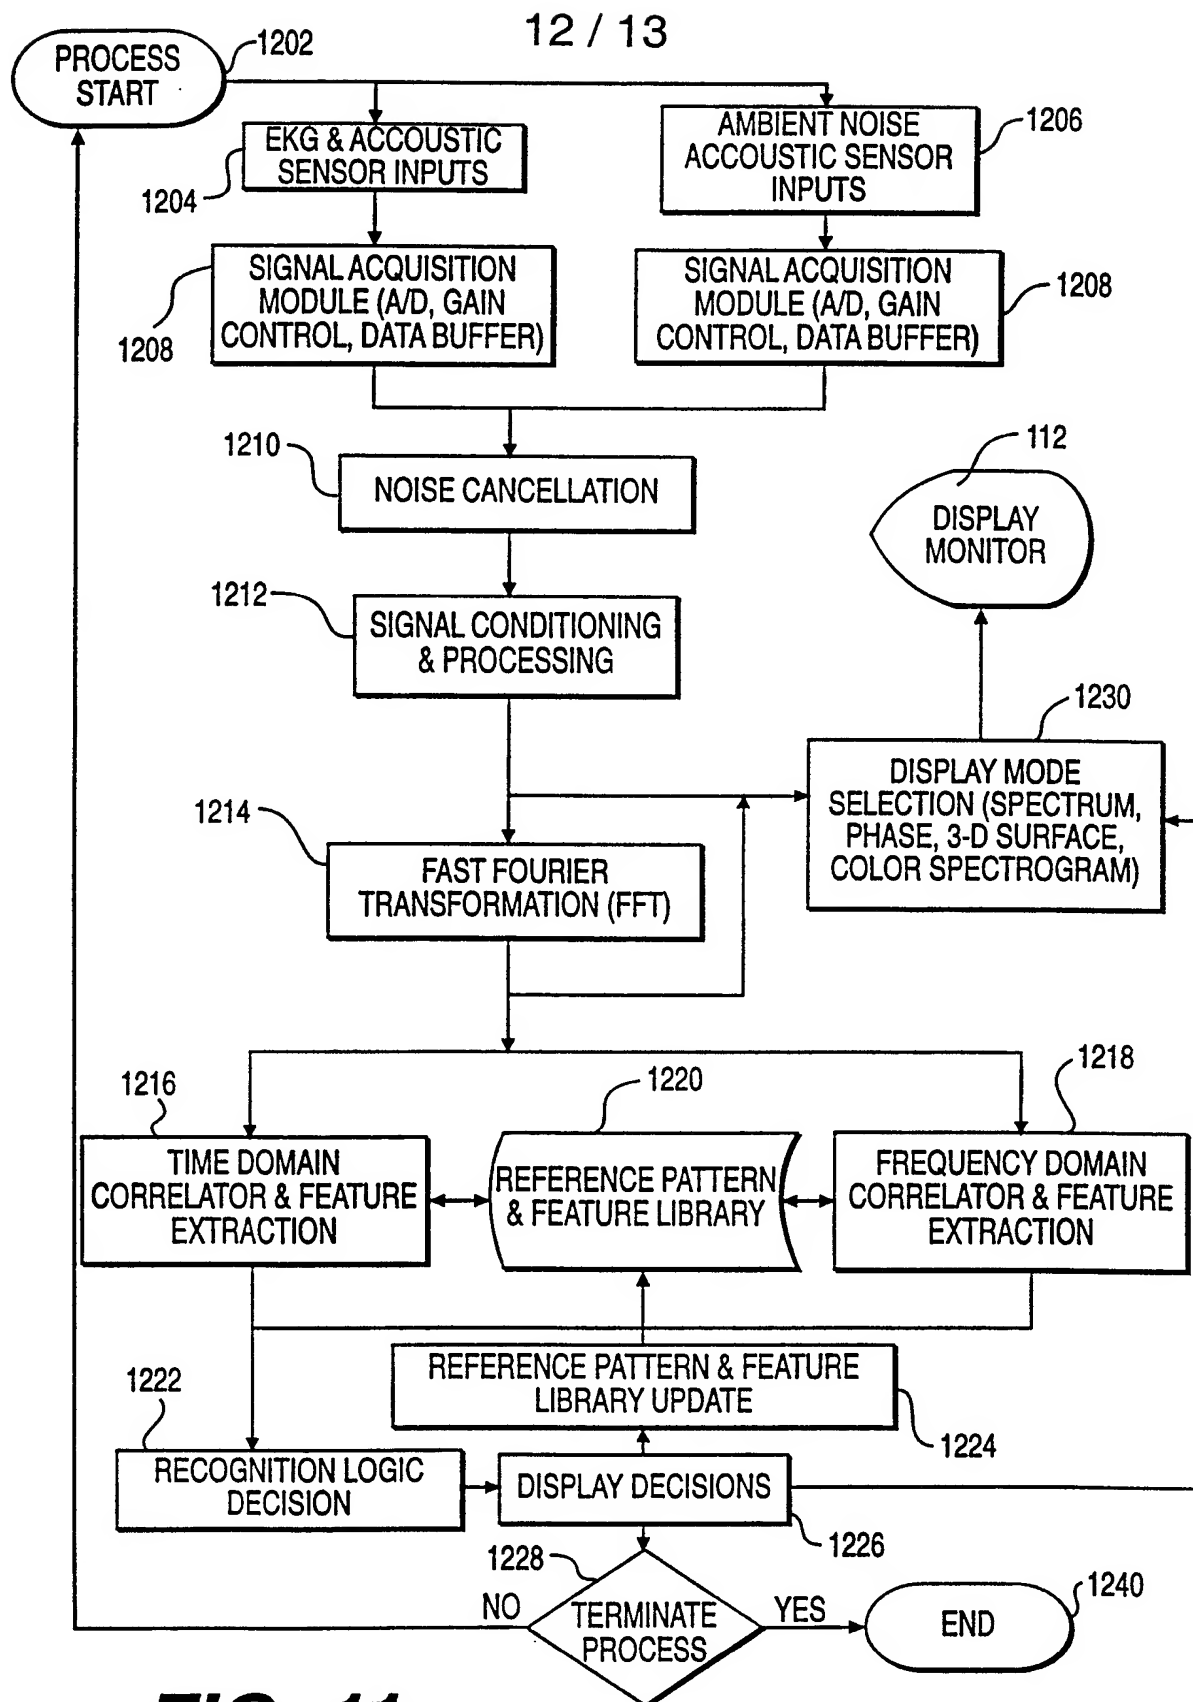 12 / 13
PROCESS
START
1202
EKG & ACCOUSTIC
SENSOR INPUTS
1204
AMBIENT NOISE
ACCOUSTIC SENSOR
INPUTS
1206
SIGNAL ACQUISITION
MODULE (A/D, GAIN
CONTROL, DATA BUFFER)
1208
SIGNAL ACQUISITION
MODULE (A/D, GAIN
CONTROL, DATA BUFFER)
1208
1210
NOISE CANCELLATION
112
DISPLAY
MONITOR
1212
SIGNAL CONDITIONING
& PROCESSING
1230
DISPLAY MODE
SELECTION (SPECTRUM,
PHASE, 3-D SURFACE,
COLOR SPECTROGRAM)
1214
FAST FOURIER
TRANSFORMATION (FFT)
1216
TIME DOMAIN
CORRELATOR & FEATURE
EXTRACTION
1220
REFERENCE PATTERN
& FEATURE LIBRARY
1218
FREQUENCY DOMAIN
CORRELATOR & FEATURE
EXTRACTION
REFERENCE PATTERN & FEATURE
LIBRARY UPDATE
1224
1222
RECOGNITION LOGIC
DECISION
DISPLAY DECISIONS
1226
1228
TERMINATE
PROCESS
NO
YES
END
1240
FIG. 11